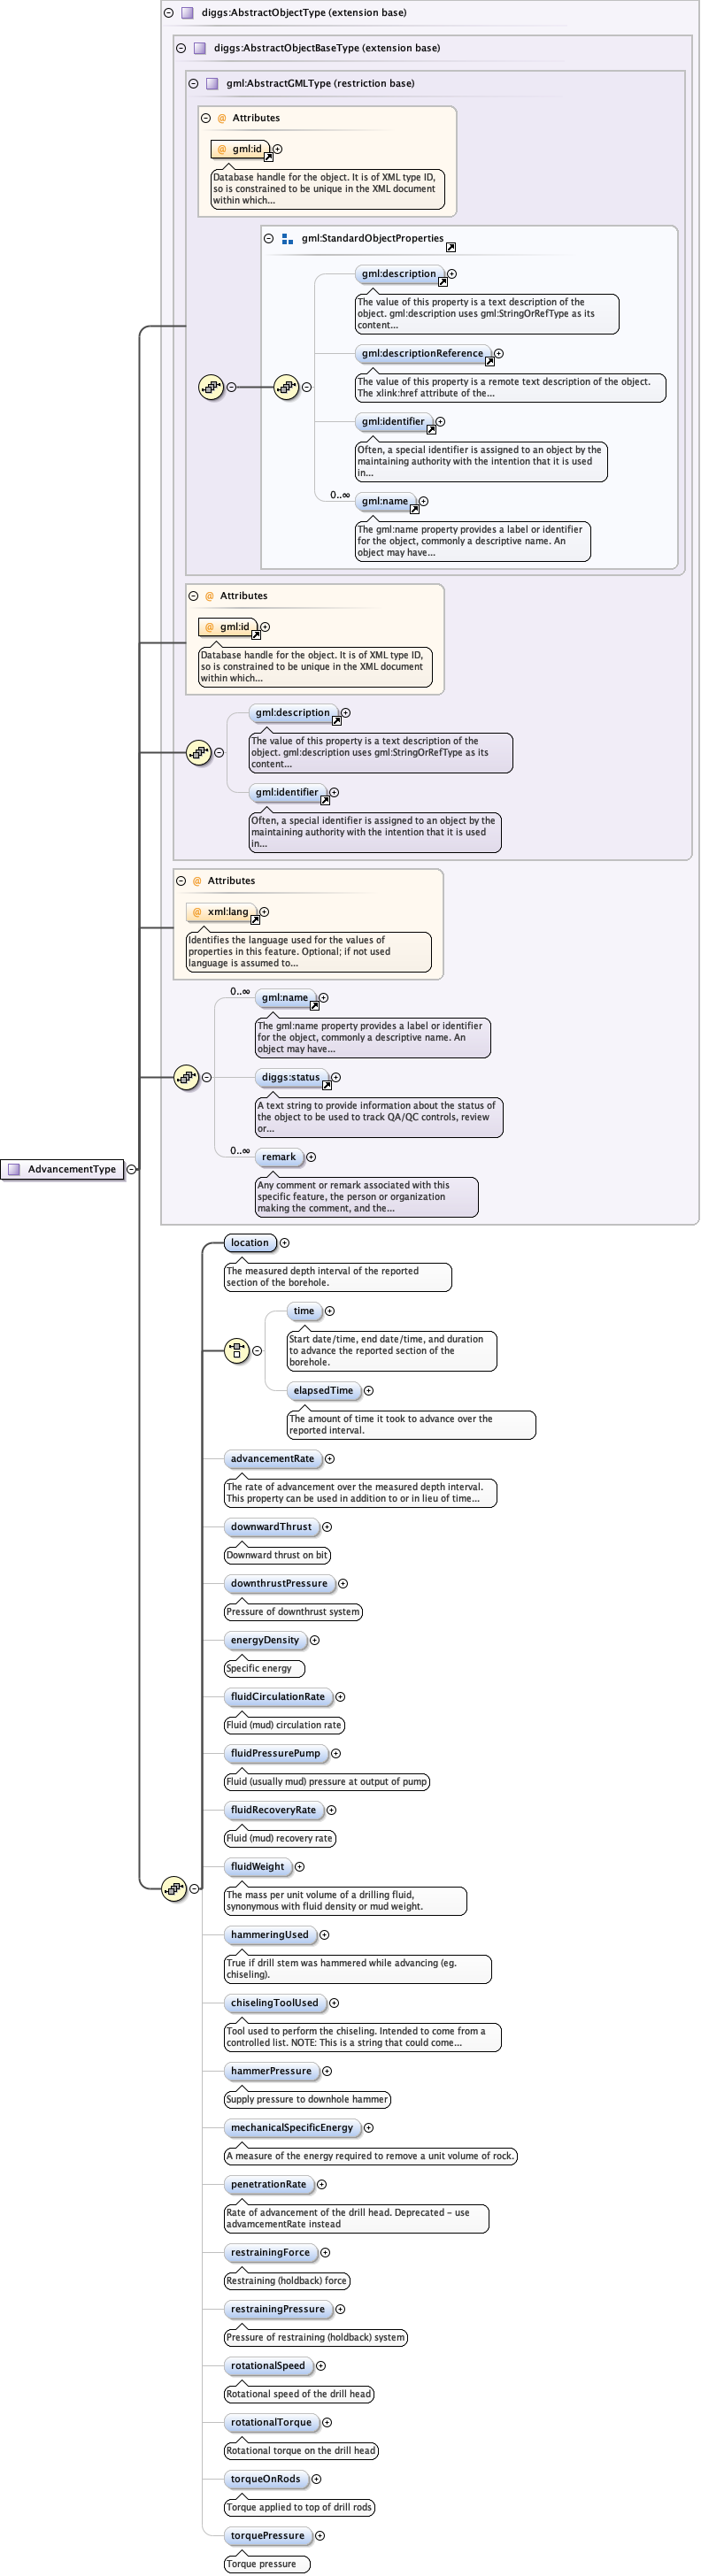 diggs:AbstractObjectType (extension base)
diggs:AbstractObjectBaseType (extension base)
gml:AbstractGMLType (restriction base)
@ Attributes
@ gml:id
Database handle for the object. It is of XML type ID,
so is constrained to be unique in the XML document
within which...
gml:StandardObjectProperties
gml:description
The value of this property is a text description of the
object. gml:description uses gml:StringOrRefType as its
content...
gml:descriptionReference
The value of this property is a remote text description of the object.
The xlink:href attribute of the...
gml:identifier
Often, a special identifier is assigned to an object by the
maintaining authority with the intention that it is used
in...
0..∞
gml:name
The gml:name property provides a label or identifier
for the object, commonly a descriptive name. An
object may have...
@ Attributes
@ gml:id
Database handle for the object. It is of XML type ID,
so is constrained to be unique in the XML document
within which...
gml:description
The value of this property is a text description of the
object. gml:description uses gml:StringOrRefType as its
content...
gml:identifier
Often, a special identifier is assigned to an object by the
maintaining authority with the intention that it is used
in...
@ Attributes
@ xml:lang
Identifies the language used for the values of
properties in this feature. Optional; if not used
language is assumed to...
0..∞
gml:name
The gml:name property provides a label or identifier
for the object, commonly a descriptive name. An
object may have...
diggs:status
A text string to provide information about the status of
the object to be used to track QA/QC controls, review
or...
0..∞
remark
Any comment or remark associated with this
specific feature, the person or organization
making the comment, and the...
AdvancementType
location
The measured depth interval of the reported
section of the borehole.
time
Start date/time, end date/time, and duration
to advance the reported section of the
borehole.
elapsedTime
The amount of time it took to advance over the
reported interval.
advancementRate
The rate of advancement over the measured depth interval.
This property can be used in addition to or in lieu of time...
downwardThrust
Downward thrust on bit
downthrustPressure
Pressure of downthrust system
energyDensity
Specific energy
fluidCirculationRate
Fluid (mud) circulation rate
fluidPressurePump
Fluid (usually mud) pressure at output of pump
fluidRecoveryRate
Fluid (mud) recovery rate
fluidWeight
The mass per unit volume of a drilling fluid,
synonymous with fluid density or mud weight.
hammeringUsed
True if drill stem was hammered while advancing (eg.
chiseling).
chiselingToolUsed
Tool used to perform the chiseling. Intended to come from a
controlled list. NOTE: This is a string that could come...
hammerPressure
Supply pressure to downhole hammer
mechanicalSpecificEnergy
A measure of the energy required to remove a unit volume of rock.
penetrationRate
Rate of advancement of the drill head. Deprecated - use
advamcementRate instead
restrainingForce
Restraining (holdback) force
restrainingPressure
Pressure of restraining (holdback) system
rotationalSpeed
Rotational speed of the drill head
rotationalTorque
Rotational torque on the drill head
torqueOnRods
Torque applied to top of drill rods
torquePressure
Torque pressure